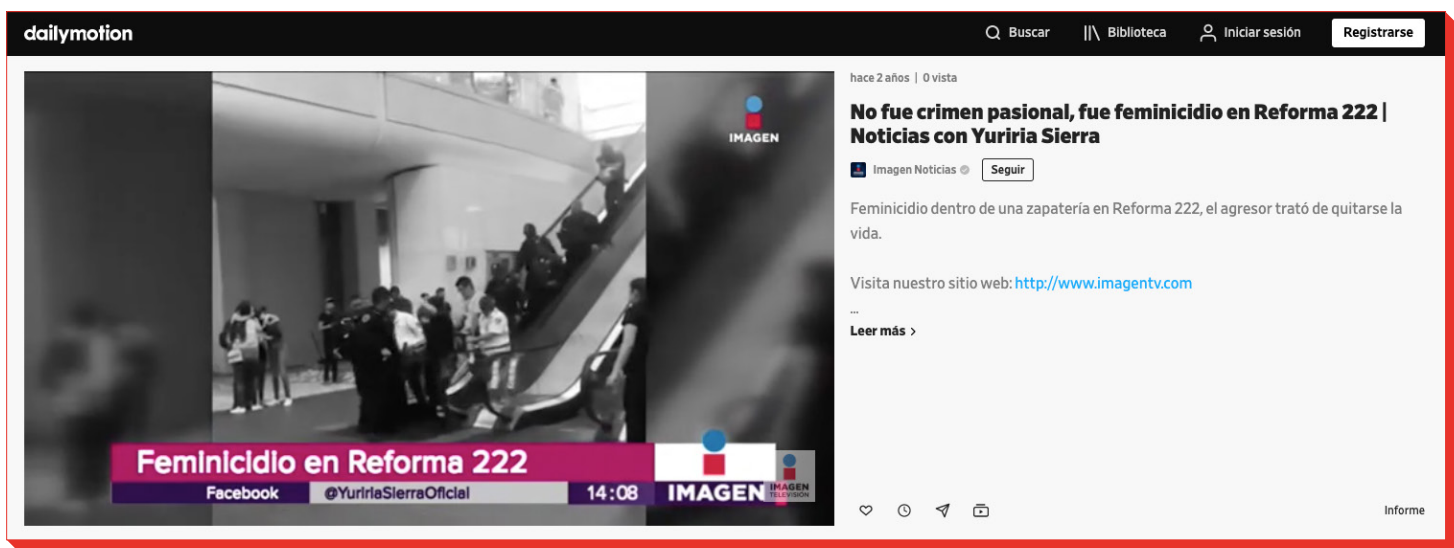 dailymotion
Buscar
Biblioteca
Iniciar sesión
Registrarse
IMAGEN
Feminicidio en Reforma 222
Facebook
@YuririaSierraOficial
14:08
IMAGEN
IMAGEN
TELEVISIÓN
hace 2 años | 0 vista
No fue crimen pasional, fue feminicidio en Reforma 222 |
Noticias con Yuriria Sierra
Imagen Noticias
Seguir
Feminicidio dentro de una zapatería en Reforma 222, el agresor trató de quitarse la
vida.
Visita nuestro sitio web: http://www.imagentv.com
...
Leer más >
Informe